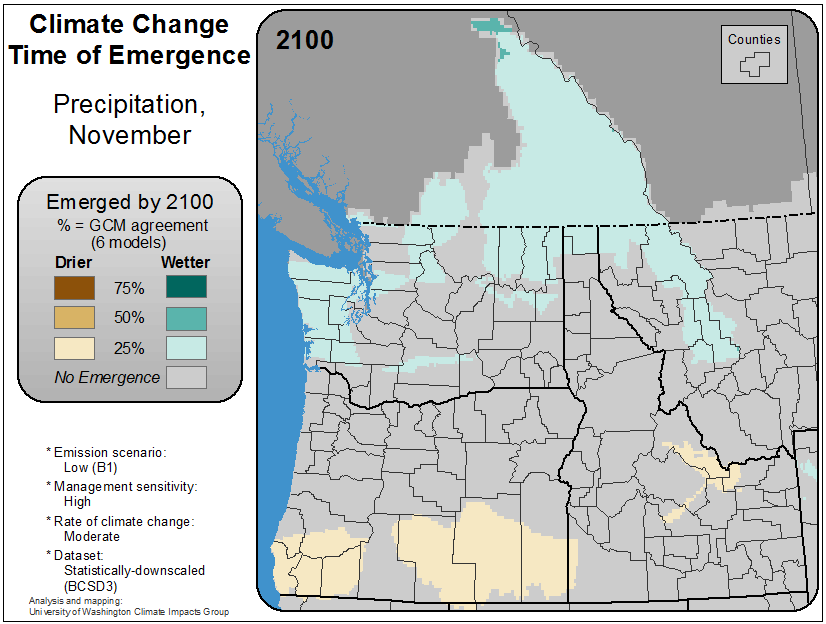 Climate Change
Time of Emergence
Precipitation,
November
Emerged by 2100
% = GCM agreement
(6 models)
Drier Wetter
75%
50%
25%
No Emergence
* Emission scenario:
Low (B1)
* Management sensitivity:
High
* Rate of climate change:
Moderate
* Dataset:
Statistically-downscaled
(BCSD3)
Analysis and mapping:
University of Washington Climate Impacts Group
2100
Counties